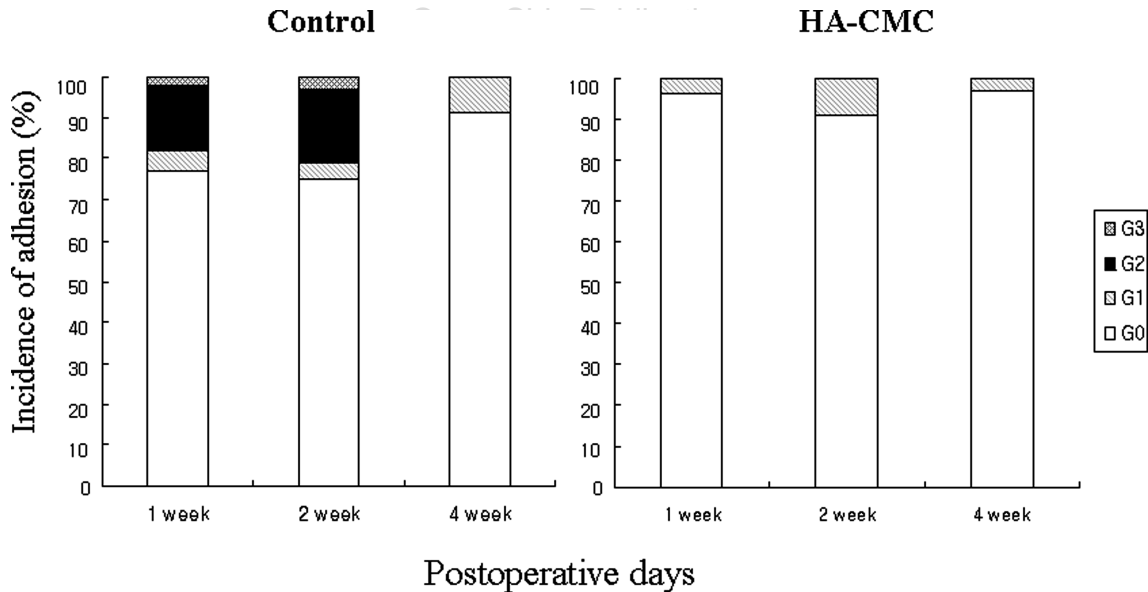 Control
HA-CMC
Incidence of adhesion (%)
100
90
80
70
60
50
40
30
20
10
0
1 week
2 week
4 week
100
90
80
70
60
50
40
30
20
10
0
1 week
2 week
4 week
G3
G2
G1
G0
Postoperative days